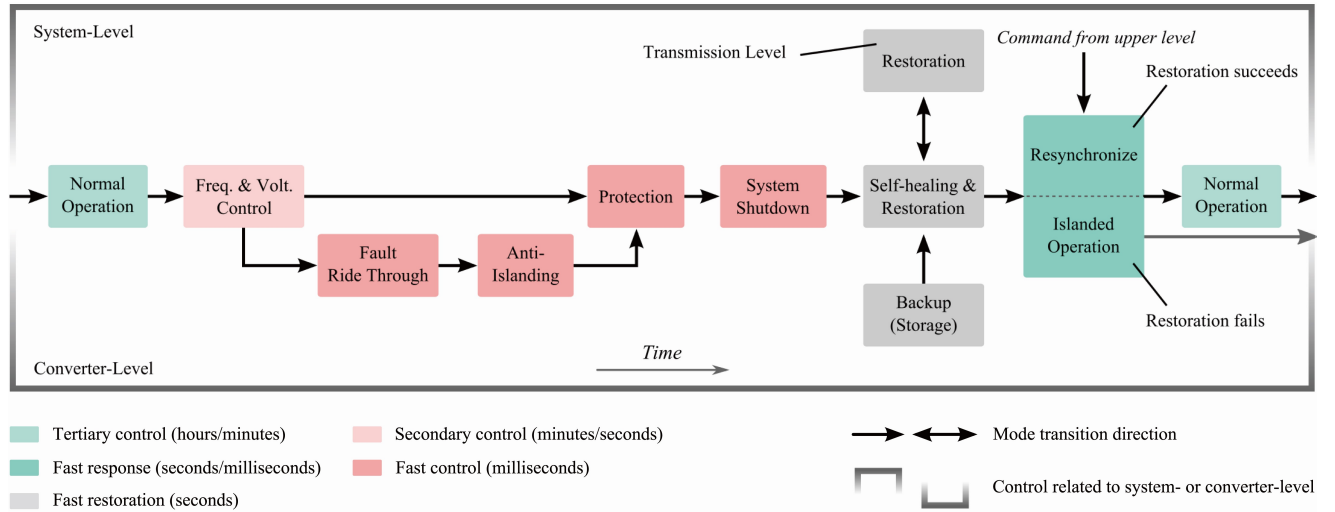 System-Level
Transmission Level
Restoration
Command from upper level
Restoration succeeds
Normal
Operation
Freq. & Volt.
Control
Fault
Ride Through
Anti-
Islanding
Protection
System
Shutdown
Self-healing &
Restoration
Backup
(Storage)
Resynchronize
Islanded
Operation
Normal
Operation
Restoration fails
Time
Converter-Level
Tertiary control (hours/minutes)
Secondary control (minutes/seconds)
Mode transition direction
Fast response (seconds/milliseconds)
Fast control (milliseconds)
Fast restoration (seconds)
Control related to system- or converter-level